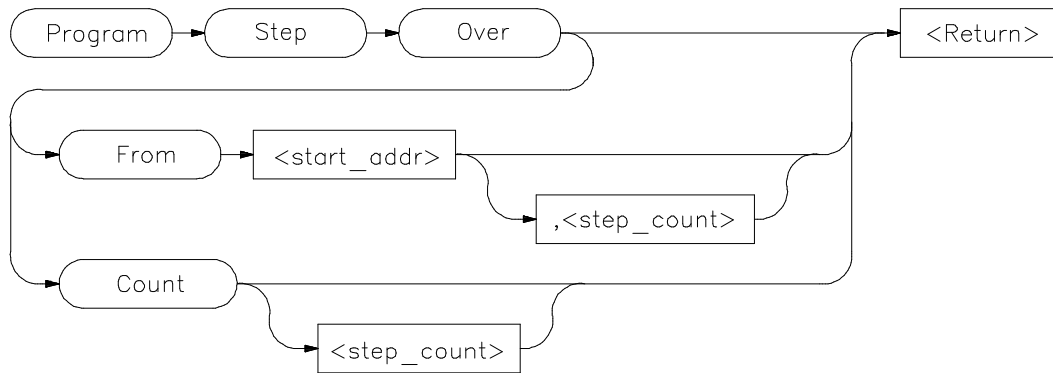 Program Step Over <Return>
From <start_addr>
,<step_count>
Count
<step_count>